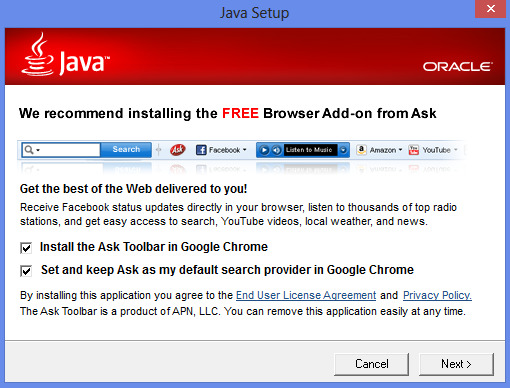 Java Setup
Java™
ORACLE
We recommend installing the FREE Browser Add-on from Ask
Search Ask Facebook Listen to Music Amazon YouTube
Get the best of the Web delivered to you!
Receive Facebook status updates directly in your browser, listen to thousands of top radio
stations, and get easy access to search, YouTube videos, local weather, and news.
Install the Ask Toolbar in Google Chrome
Set and keep Ask as my default search provider in Google Chrome
By installing this application you agree to the End User License Agreement and Privacy Policy.
The Ask Toolbar is a product of APN, LLC. You can remove this application easily at any time.
Cancel Next >